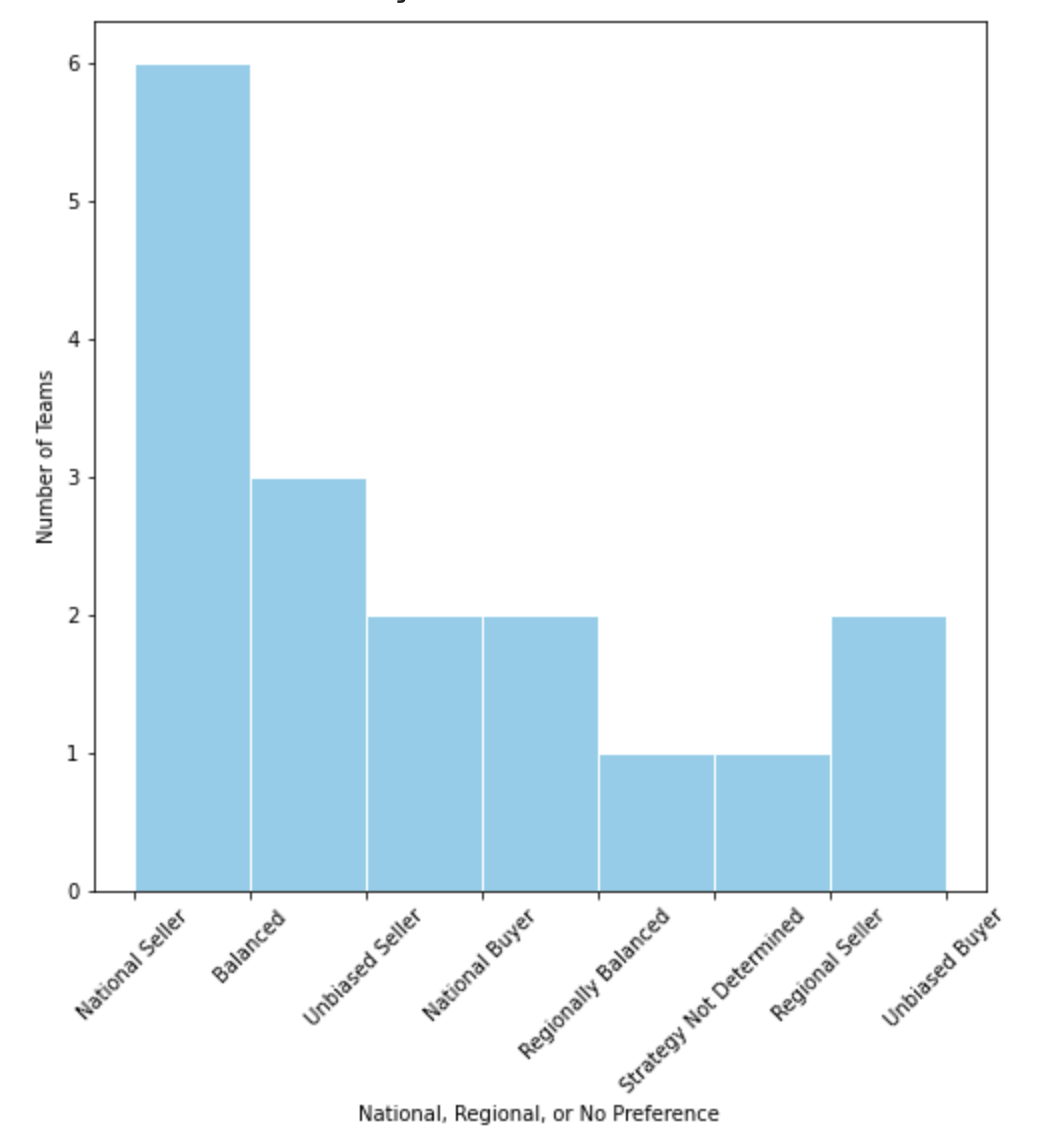 6
5
4
3
2
1
0
Number of Teams
National Seller
Balanced
Unbiased Seller
National Buyer
Regionally Balanced
Strategy Not Determined
Regional Seller
Unbiased Buyer
National, Regional, or No Preference